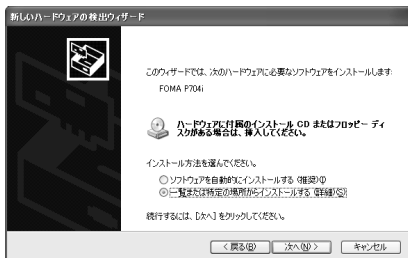 新しいハードウェアの検出ウィザード
このウィザードでは、次のハードウェアに必要なソフトウェアをインストールします:
FOMA P704i
ハードウェアに付属のインストール CD またはフロッピー ディ
スクがある場合は、挿入してください。
インストール方法を選んでください。
ソフトウェアを自動的にインストールする (推奨)(I)
一覧または特定の場所からインストールする (詳細)(S)
続行するには、[次へ] をクリックしてください。
< 戻る(B) 次へ(N) > キャンセル